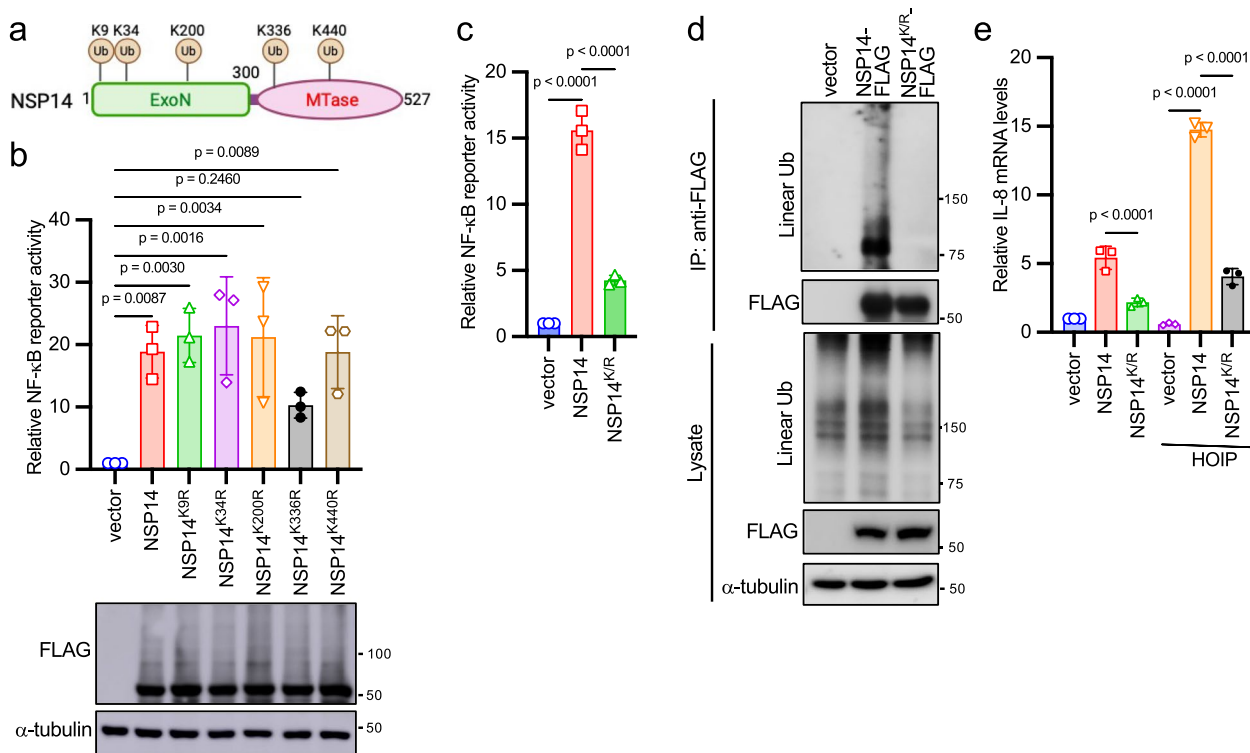 a
K9 K34 K200 K336 K440
Ub Ub Ub Ub Ub
300
NSP14 1 ExoN MTase 527
b
p = 0.0089
p = 0.2460
p = 0.0034
p = 0.0016
p = 0.0030
p = 0.0087
Relative NF-κB reporter activity
40
30
20
10
0
vector
NSP14
NSP14K9R
NSP14K34R
NSP14K200R
NSP14K336R
NSP14K440R
FLAG
100
50
α-tubulin
50
c
p < 0.0001
p < 0.0001
Relative NF-κB reporter activity
20
15
10
5
0
vector
NSP14
NSP14K/R
d
vector
NSP14-
FLAG
NSP14K/R-
FLAG
IP: anti-FLAG
Linear Ub
150
75
FLAG
50
Lysate
Linear Ub
150
75
FLAG
50
α-tubulin
50
e
p < 0.0001
p < 0.0001
p < 0.0001
Relative IL-8 mRNA levels
20
15
10
5
0
vector
NSP14
NSP14K/R
vector
NSP14
NSP14K/R
HOIP